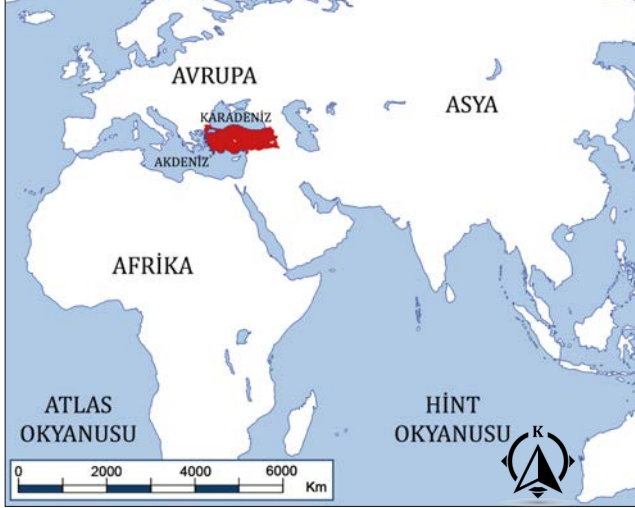 AVRUPA
ASYA
KARADENİZ
AKDENİZ
AFRİKA
ATLAS
OKYANUSU
HİNT
OKYANUSU
K
0 2000 4000 6000
Km